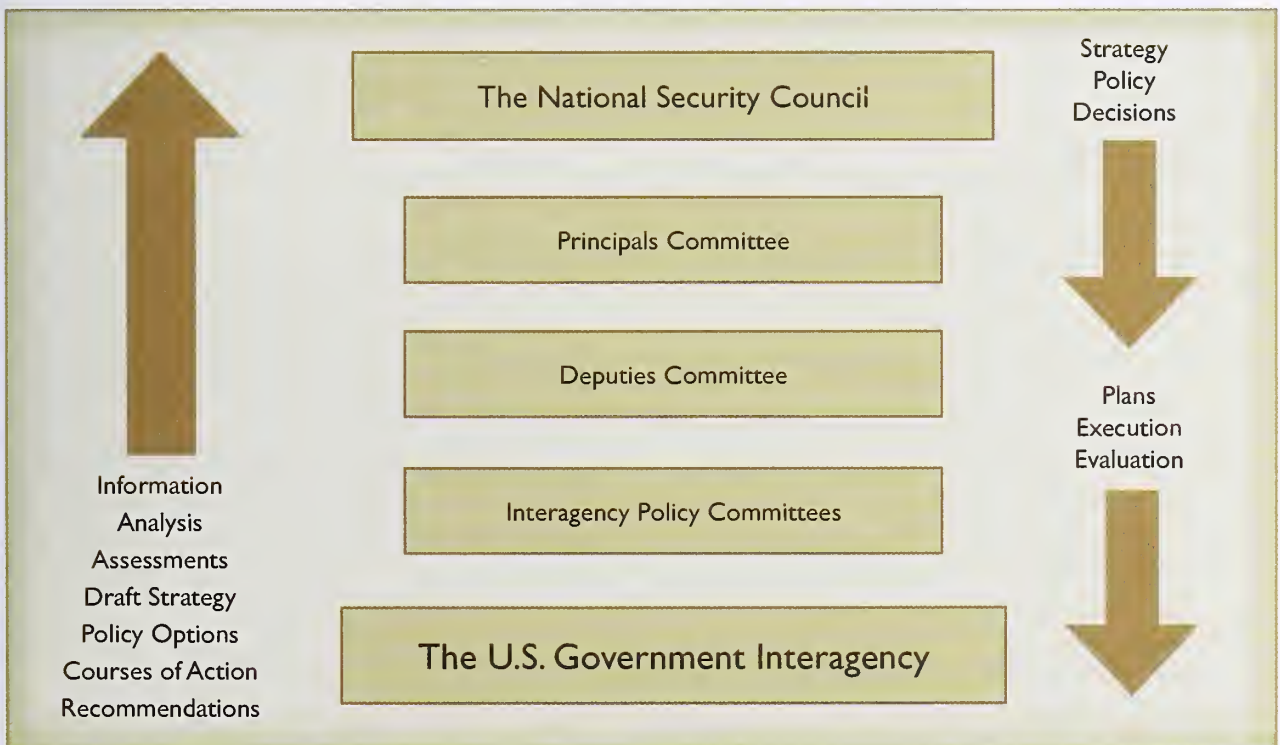 The National Security Council
Principals Committee
Deputies Committee
Interagency Policy Committees
The U.S. Government Interagency
Information
Analysis
Assessments
Draft Strategy
Policy Options
Courses of Action
Recommendations
Strategy
Policy
Decisions
Plans
Execution
Evaluation